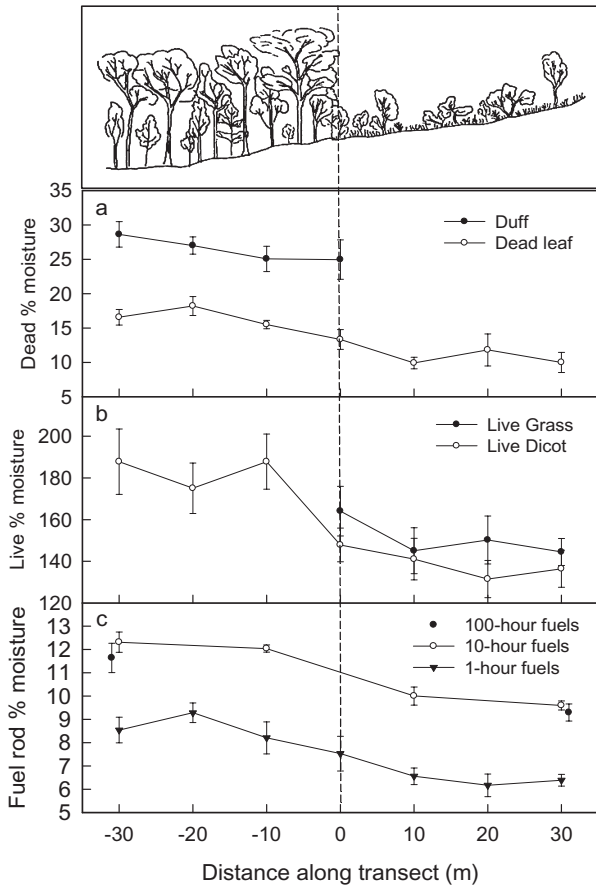 a
Duff
Dead leaf
Dead % moisture
35
30
25
20
15
10
5
b
Live Grass
Live Dicot
Live % moisture
200
180
160
140
120
c
100-hour fuels
10-hour fuels
1-hour fuels
Fuel rod % moisture
13
12
11
10
9
8
7
6
5
-30 -20 -10 0 10 20 30
Distance along transect (m)